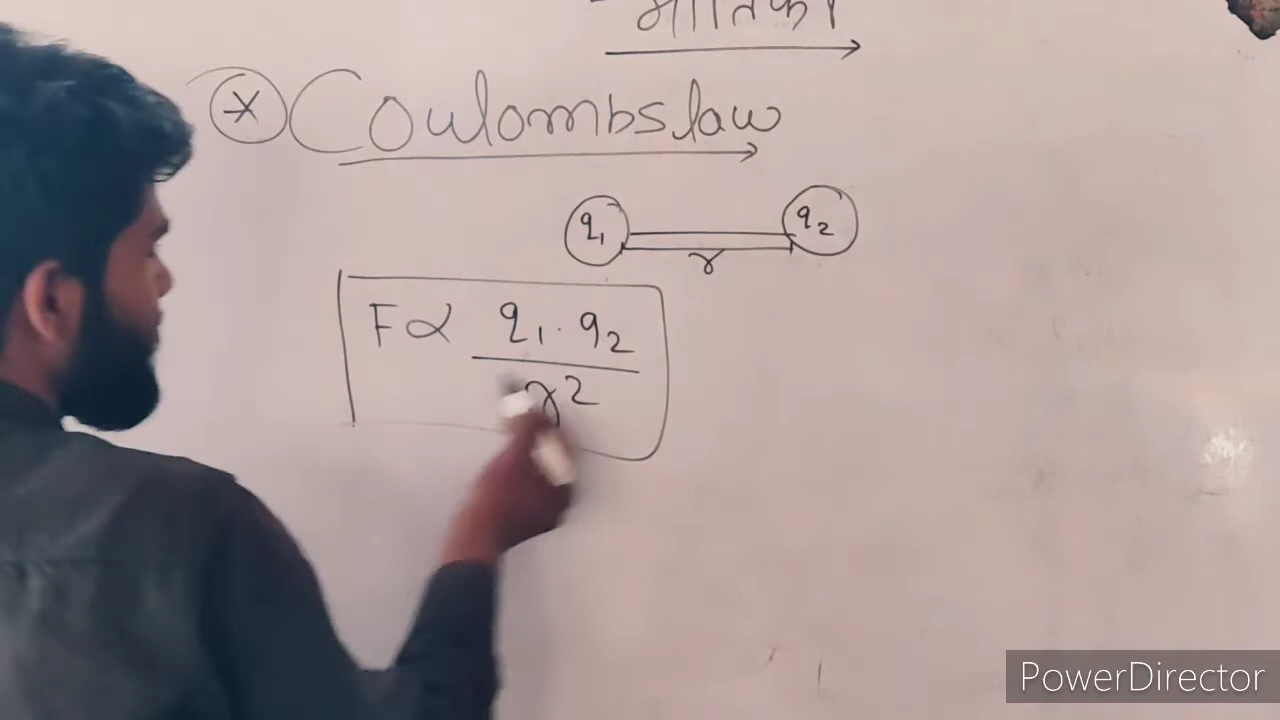 भौतिकी
* Coulombs law
q₁ q₂
r
F∝ q₁. q₂
r²
PowerDirector